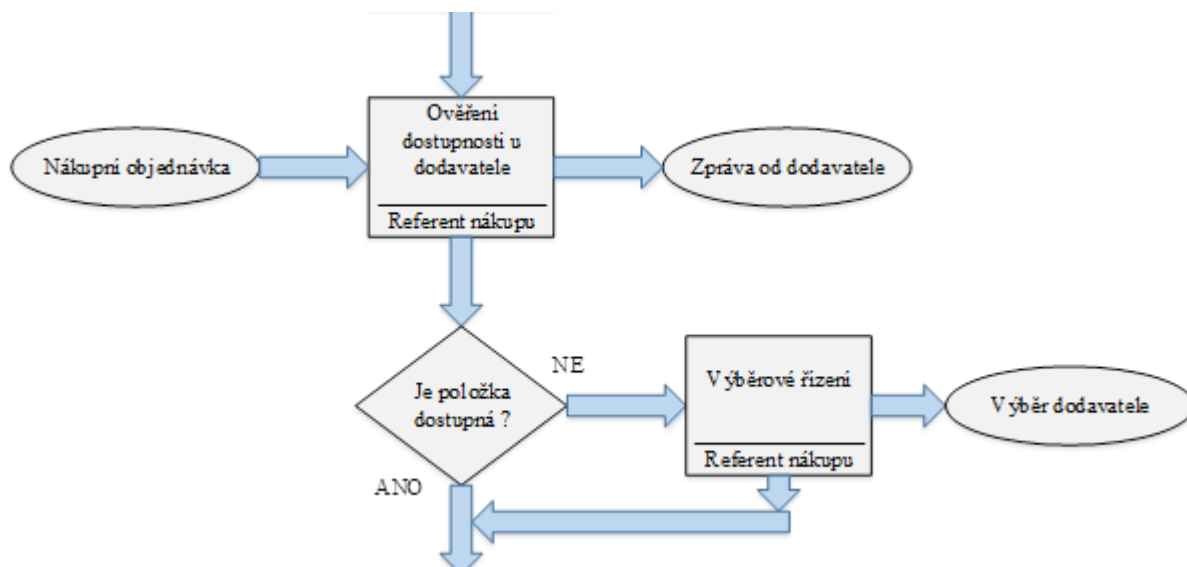 Ověření
dostupnosti u
dodavatele
Referent nákupu
Nákupní objednávka
Zpráva od dodavatele
Je položka
dostupná ?
NE
ANO
Výběrové řízení
Referent nákupu
Výběr dodavatele